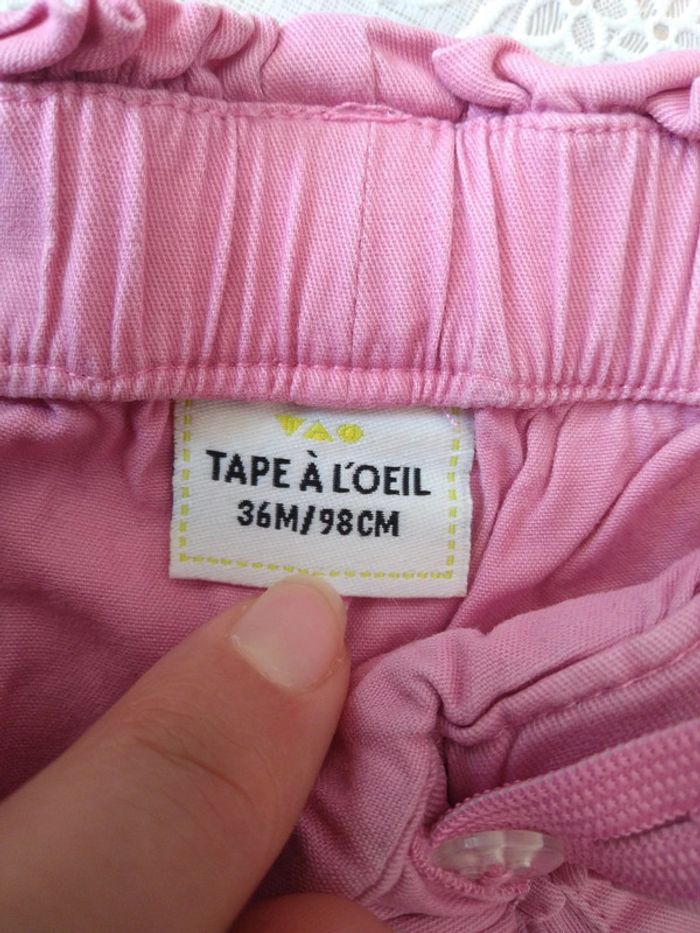 TAO
TAPE À L'OEIL
36M/98CM